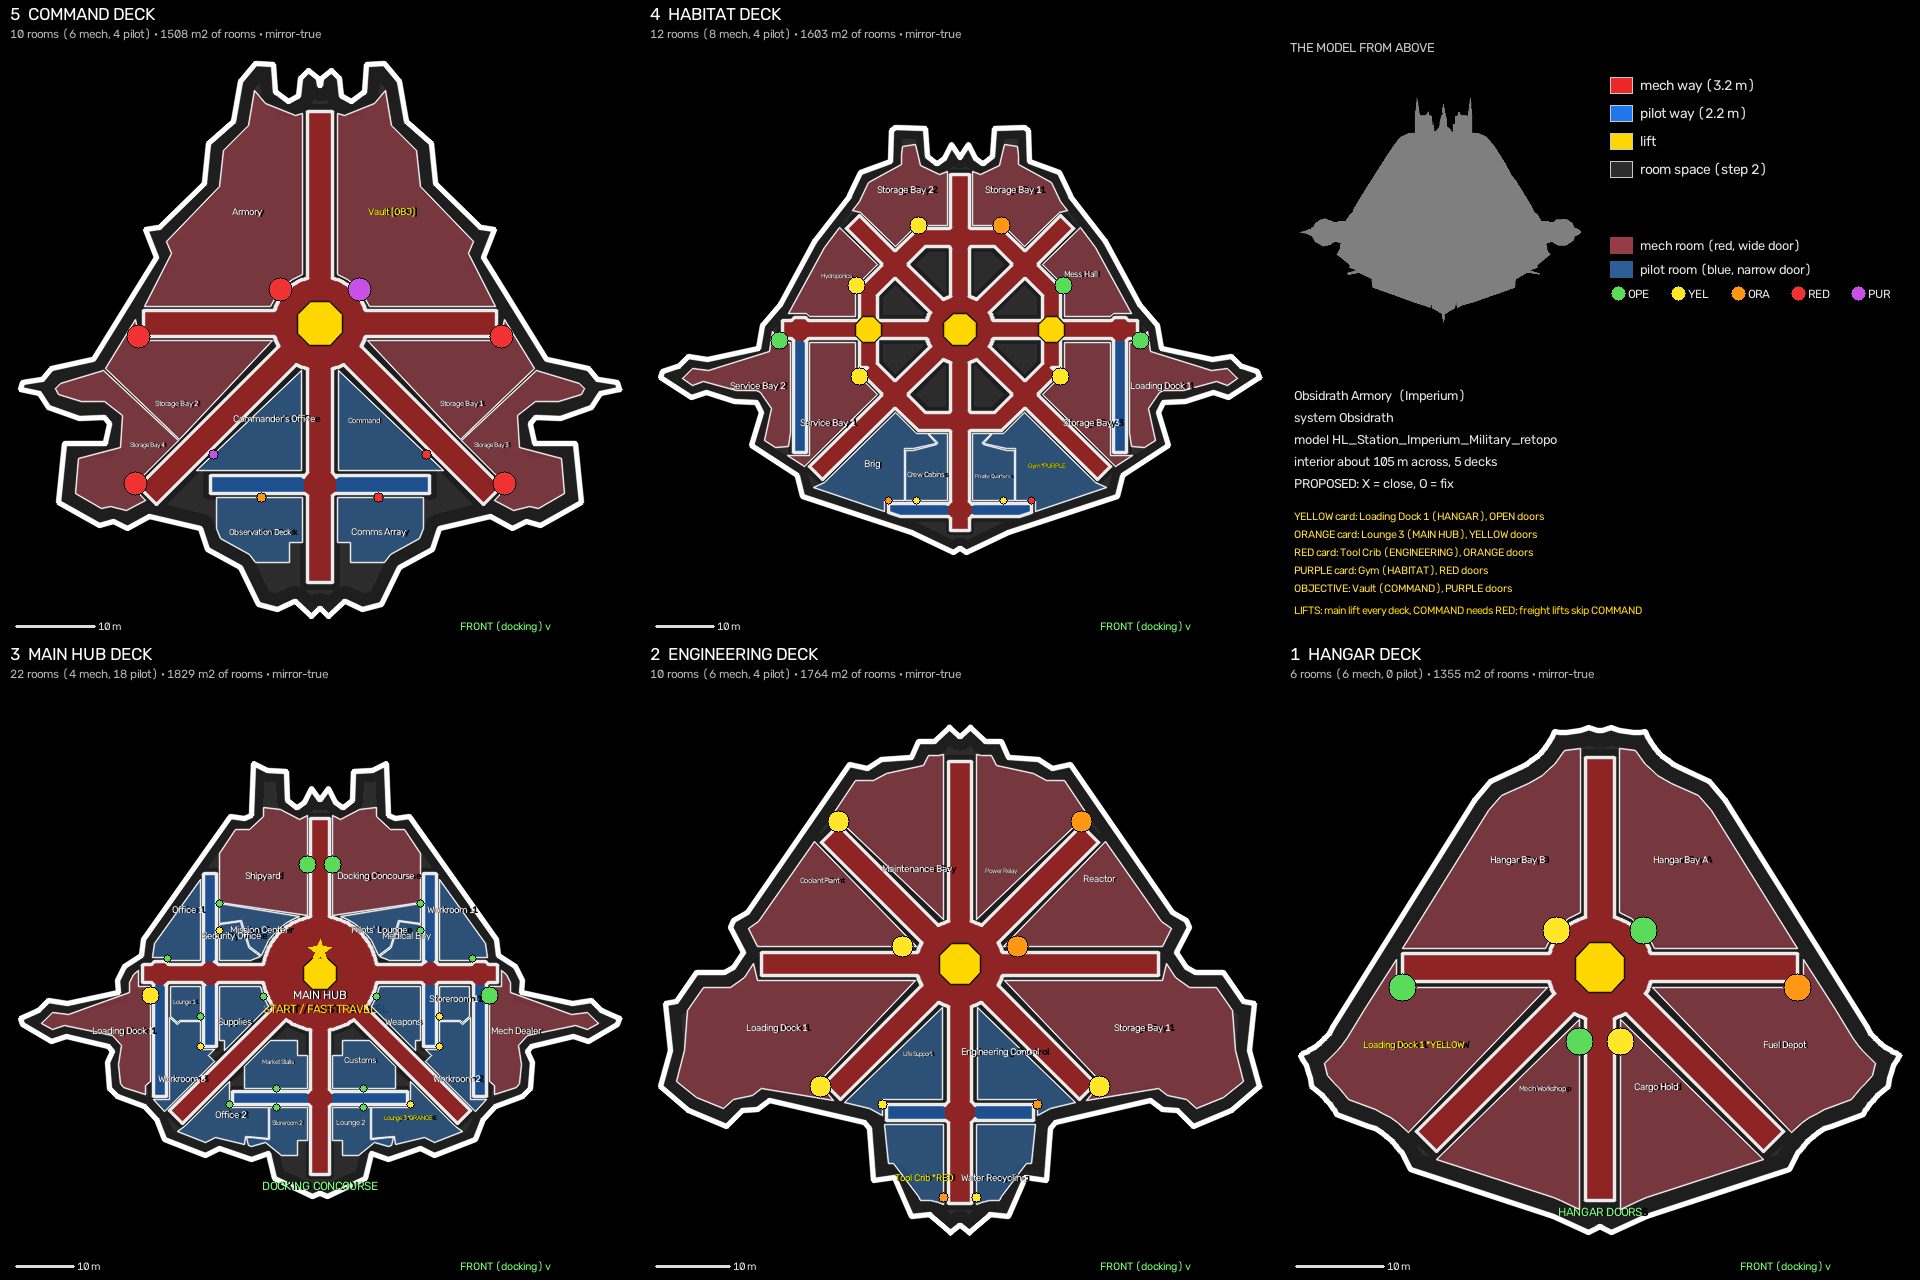 5 COMMAND DECK
10 rooms (6 mech, 4 pilot) • 1508 m2 of rooms • mirror-true
Armory
Vault [OBJ]
Storage Bay 2
Storage Bay 1
Commander's Office
Command
Storage Bay 4
Storage Bay 3
Observation Deck
Comms Array
10 m
FRONT (docking) v
4 HABITAT DECK
12 rooms (8 mech, 4 pilot) • 1603 m2 of rooms • mirror-true
Storage Bay 2
Storage Bay 1
Hydroponics
Mess Hall
Service Bay 2
Loading Dock 1
Service Bay 1
Storage Bay 3
Brig
Crew Cabins
Private Quarters
Gym *PURPLE
10 m
FRONT (docking) v
THE MODEL FROM ABOVE
mech way (3.2 m)
pilot way (2.2 m)
lift
room space (step 2)
mech room (red, wide door)
pilot room (blue, narrow door)
OPE YEL ORA RED PUR
Obsidrath Armory (Imperium)
system Obsidrath
model HL_Station_Imperium_Military_retopo
interior about 105 m across, 5 decks
PROPOSED: X = close, O = fix
YELLOW card: Loading Dock 1 (HANGAR), OPEN doors
ORANGE card: Lounge 3 (MAIN HUB), YELLOW doors
RED card: Tool Crib (ENGINEERING), ORANGE doors
PURPLE card: Gym (HABITAT), RED doors
OBJECTIVE: Vault (COMMAND), PURPLE doors
LIFTS: main lift every deck, COMMAND needs RED; freight lifts skip COMMAND
3 MAIN HUB DECK
22 rooms (4 mech, 18 pilot) • 1829 m2 of rooms • mirror-true
Shipyard
Docking Concourse
Office 1
Workroom 1
Mission Center
Pilots' Lounge
Security Office
Medical Bay
MAIN HUB
START / FAST TRAVEL
Lounge 1
Storeroom 1
Supplies
Weapons
Loading Dock 1
Mech Dealer
Market Stalls
Customs
Workroom 3
Workroom 2
Office 2
Storeroom 2
Lounge 2
Lounge 3 *ORANGE
DOCKING CONCOURSE
10 m
FRONT (docking) v
2 ENGINEERING DECK
10 rooms (6 mech, 4 pilot) • 1764 m2 of rooms • mirror-true
Maintenance Bay
Power Relay
Coolant Plant
Reactor
Loading Dock 1
Storage Bay 1
Life Support
Engineering Control
Tool Crib *RED
Water Recycling
10 m
FRONT (docking) v
1 HANGAR DECK
6 rooms (6 mech, 0 pilot) • 1355 m2 of rooms • mirror-true
Hangar Bay B
Hangar Bay A
Loading Dock 1 *YELLOW
Fuel Depot
Mech Workshop
Cargo Hold
HANGAR DOORS
10 m
FRONT (docking) v